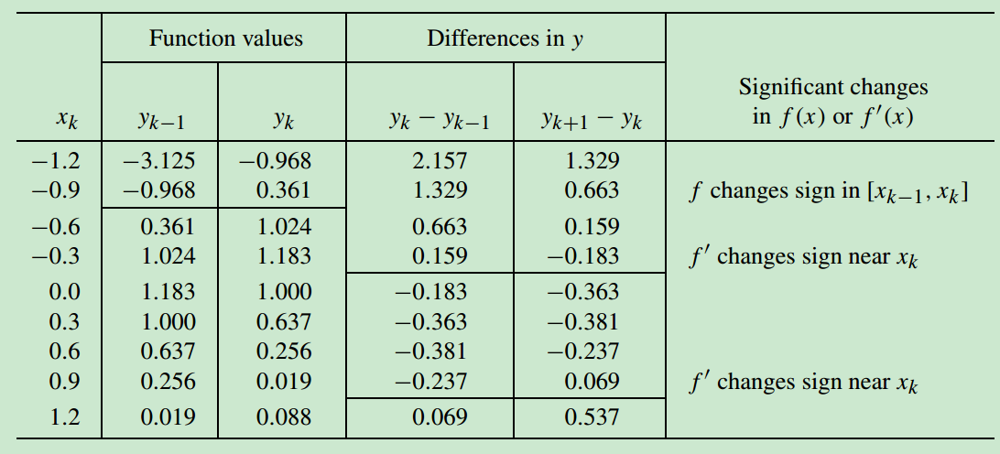 Function values Differences in y
Significant changes
x_k y_{k−1} y_k y_k − y_{k−1} y_{k+1} − y_k in f(x) or f′(x)
−1.2 −3.125 −0.968 2.157 1.329
−0.9 −0.968 0.361 1.329 0.663 f changes sign in [x_{k−1}, x_k]
−0.6 0.361 1.024 0.663 0.159
−0.3 1.024 1.183 0.159 −0.183 f′ changes sign near x_k
0.0 1.183 1.000 −0.183 −0.363
0.3 1.000 0.637 −0.363 −0.381
0.6 0.637 0.256 −0.381 −0.237
0.9 0.256 0.019 −0.237 0.069 f′ changes sign near x_k
1.2 0.019 0.088 0.069 0.537